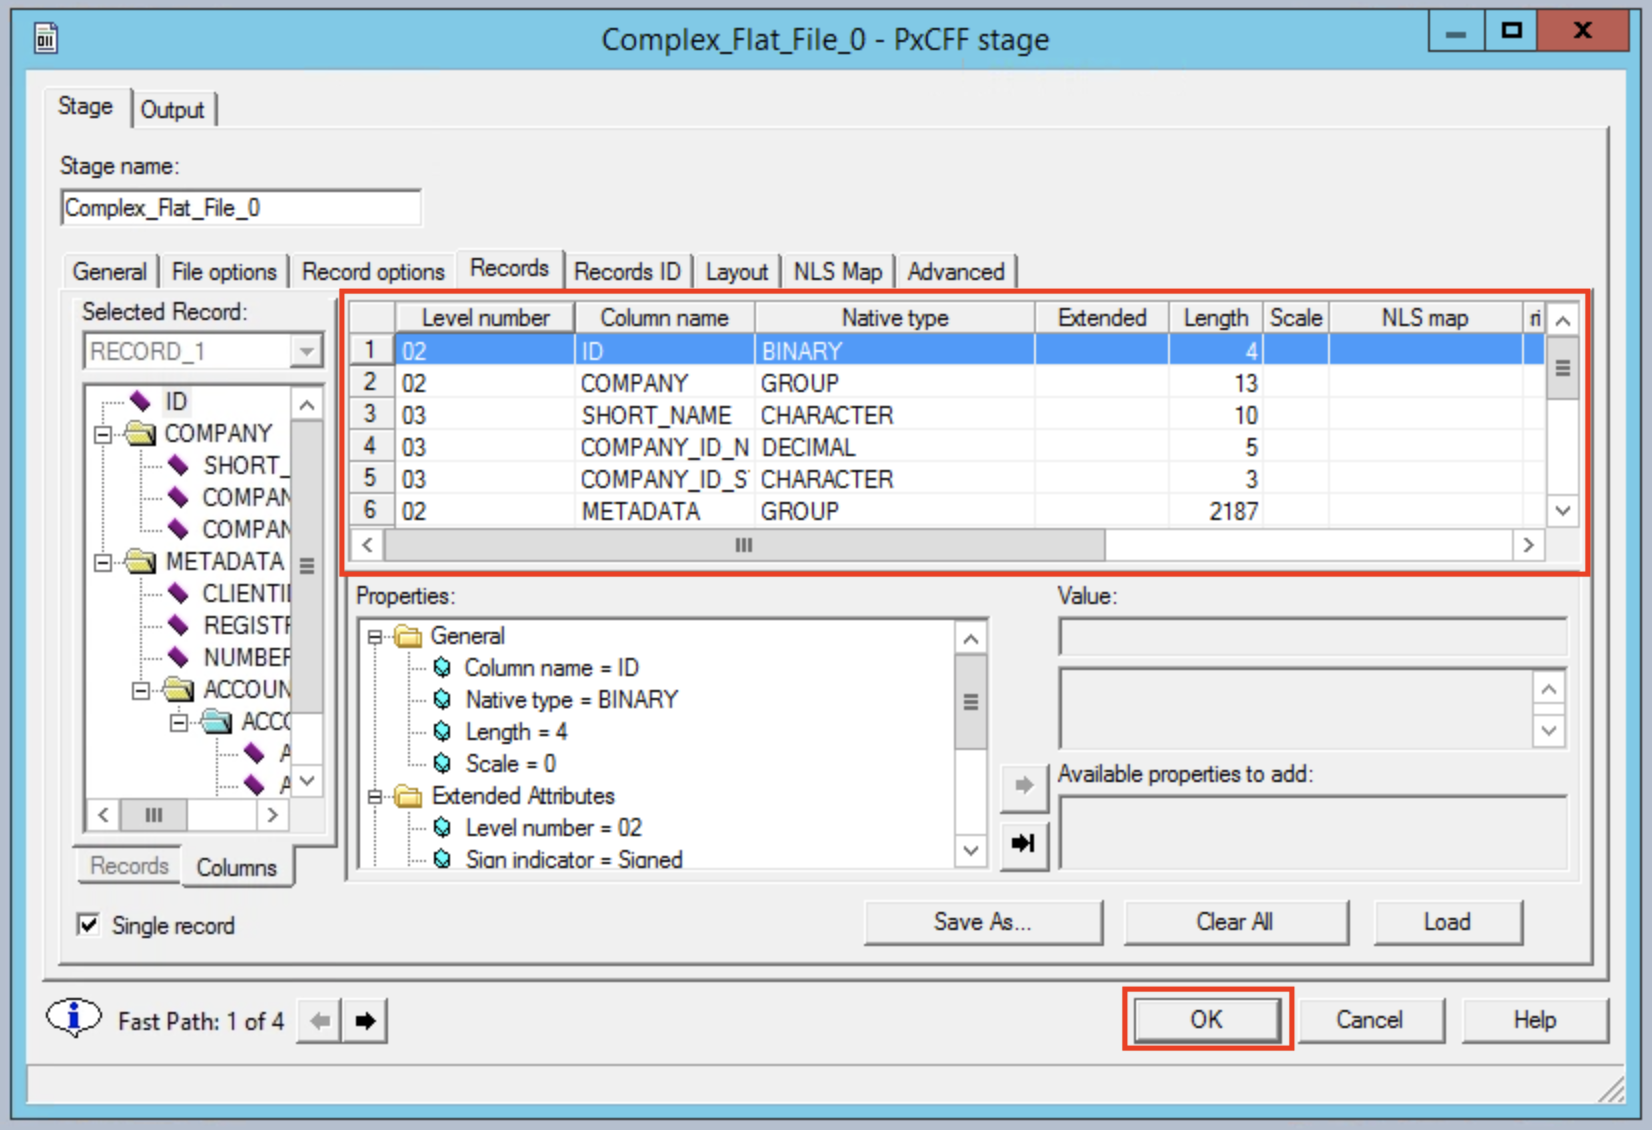 Complex_Flat_File_0 - PxCFF stage
Stage Output
Stage name:
Complex_Flat_File_0
General File options Record options Records Records ID Layout NLS Map Advanced
Selected Record:
RECORD_1
ID
COMPANY
SHORT_
COMPAN
COMPAN
METADATA
CLIENTI
REGISTR
NUMBER
ACCOUN
ACCO
A
A
Records Columns
Level number Column name Native type Extended Length Scale NLS map ri
1 02 ID BINARY 4
2 02 COMPANY GROUP 13
3 03 SHORT_NAME CHARACTER 10
4 03 COMPANY_ID_N DECIMAL 5
5 03 COMPANY_ID_S CHARACTER 3
6 02 METADATA GROUP 2187
Properties:
General
Column name = ID
Native type = BINARY
Length = 4
Scale = 0
Extended Attributes
Level number = 02
Sign indicator = Signed
Value:
Available properties to add:
Single record
Save As... Clear All Load
Fast Path: 1 of 4
OK Cancel Help